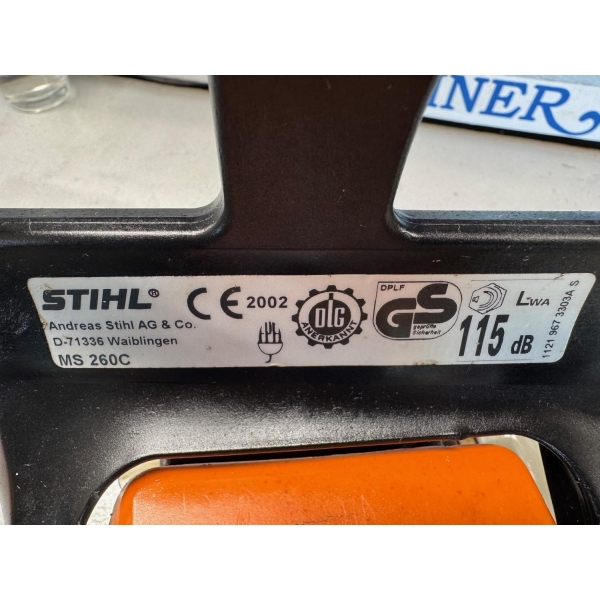 INER
STIHL®
Andreas Stihl AG & Co.
D-71336 Waiblingen
MS 260C
CE 2002
DLG
ANERKANNT
DPLF
GS
geprüfte
Sicherheit
LWA
115 dB
1121 967 3303A S